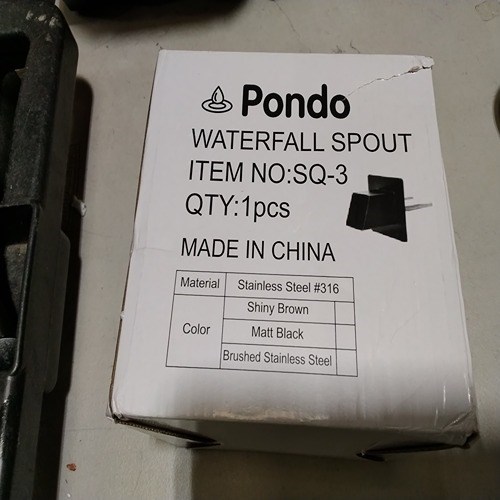 Pondo
WATERFALL SPOUT
ITEM NO:SQ-3
QTY:1pcs
MADE IN CHINA
Material Stainless Steel #316
Color
Shiny Brown
Matt Black
Brushed Stainless Steel